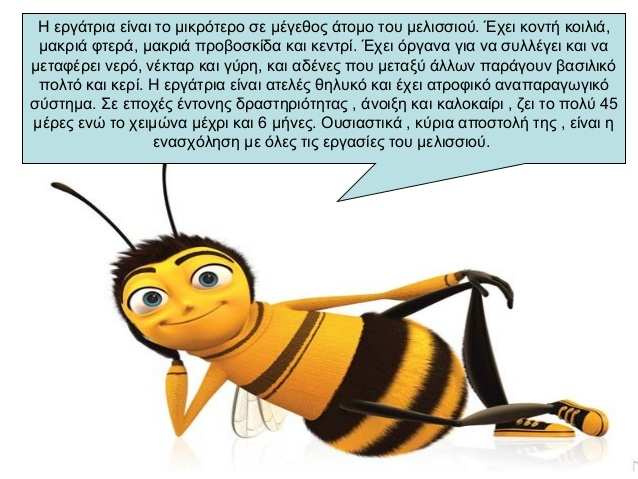 Η εργάτρια είναι το μικρότερο σε μέγεθος άτομο του μελισσιού. Έχει κοντή κοιλιά,
μακριά φτερά, μακριά προβοσκίδα και κεντρί. Έχει όργανα για να συλλέγει και να
μεταφέρει νερό, νέκταρ και γύρη, και αδένες που μεταξύ άλλων παράγουν βασιλικό
πολτό και κερί. Η εργάτρια είναι ατελές θηλυκό και έχει ατροφικό αναπαραγωγικό
σύστημα. Σε εποχές έντονης δραστηριότητας , άνοιξη και καλοκαίρι , ζει το πολύ 45
μέρες ενώ το χειμώνα μέχρι και 6 μήνες. Ουσιαστικά , κύρια αποστολή της , είναι η
ενασχόληση με όλες τις εργασίες του μελισσιού.